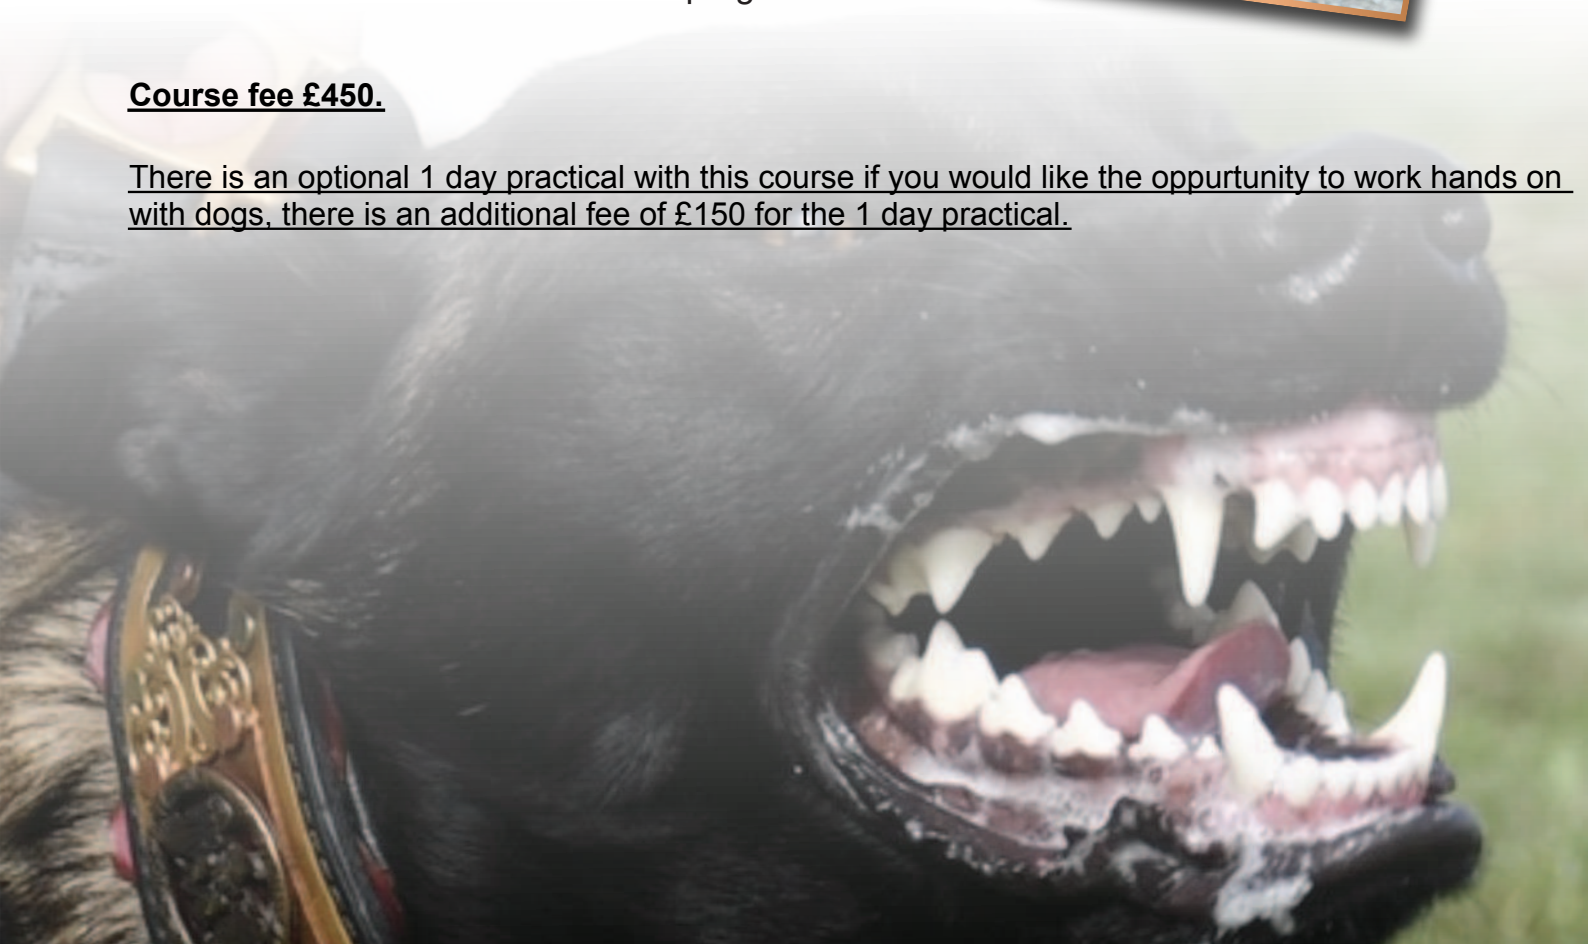 Course fee £450.
There is an optional 1 day practical with this course if you would like the oppurtunity to work hands on
with dogs, there is an additional fee of £150 for the 1 day practical.